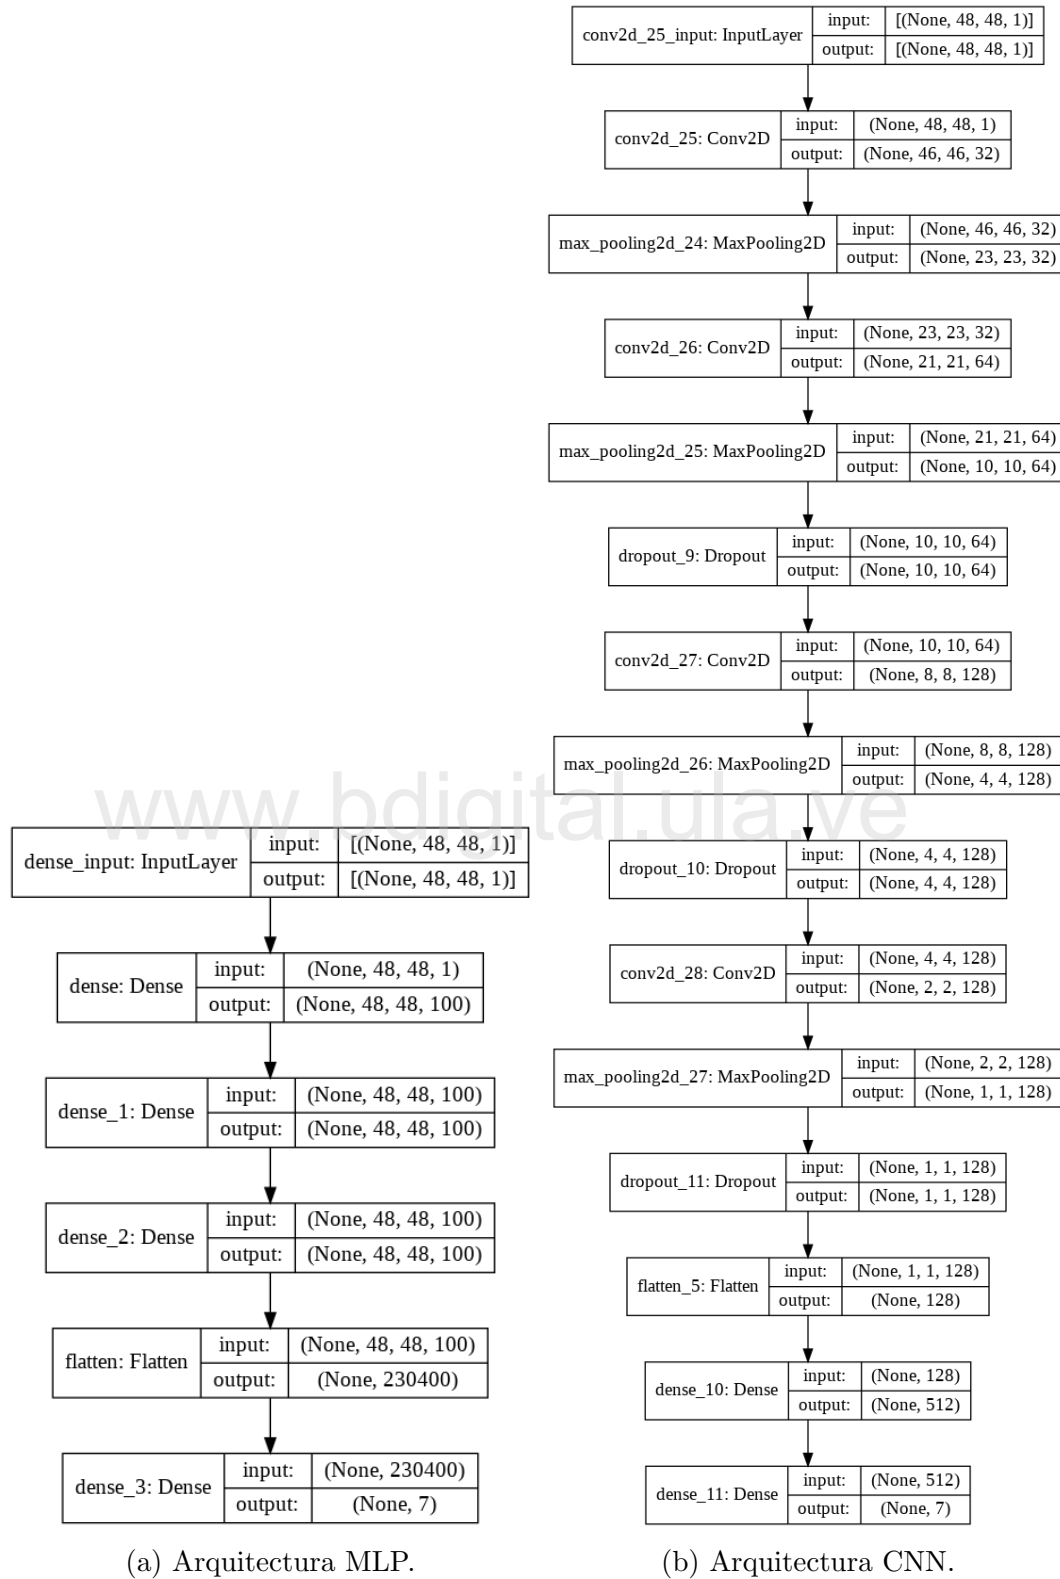 dense_input: InputLayer
input: [(None, 48, 48, 1)]
output: [(None, 48, 48, 1)]
dense: Dense
input: (None, 48, 48, 1)
output: (None, 48, 48, 100)
dense_1: Dense
input: (None, 48, 48, 100)
output: (None, 48, 48, 100)
dense_2: Dense
input: (None, 48, 48, 100)
output: (None, 48, 48, 100)
flatten: Flatten
input: (None, 48, 48, 100)
output: (None, 230400)
dense_3: Dense
input: (None, 230400)
output: (None, 7)
(a) Arquitectura MLP.
conv2d_25_input: InputLayer
input: [(None, 48, 48, 1)]
output: [(None, 48, 48, 1)]
conv2d_25: Conv2D
input: (None, 48, 48, 1)
output: (None, 46, 46, 32)
max_pooling2d_24: MaxPooling2D
input: (None, 46, 46, 32)
output: (None, 23, 23, 32)
conv2d_26: Conv2D
input: (None, 23, 23, 32)
output: (None, 21, 21, 64)
max_pooling2d_25: MaxPooling2D
input: (None, 21, 21, 64)
output: (None, 10, 10, 64)
dropout_9: Dropout
input: (None, 10, 10, 64)
output: (None, 10, 10, 64)
conv2d_27: Conv2D
input: (None, 10, 10, 64)
output: (None, 8, 8, 128)
max_pooling2d_26: MaxPooling2D
input: (None, 8, 8, 128)
output: (None, 4, 4, 128)
dropout_10: Dropout
input: (None, 4, 4, 128)
output: (None, 4, 4, 128)
conv2d_28: Conv2D
input: (None, 4, 4, 128)
output: (None, 2, 2, 128)
max_pooling2d_27: MaxPooling2D
input: (None, 2, 2, 128)
output: (None, 1, 1, 128)
dropout_11: Dropout
input: (None, 1, 1, 128)
output: (None, 1, 1, 128)
flatten_5: Flatten
input: (None, 1, 1, 128)
output: (None, 128)
dense_10: Dense
input: (None, 128)
output: (None, 512)
dense_11: Dense
input: (None, 512)
output: (None, 7)
(b) Arquitectura CNN.
www.bdigital.ula.ve